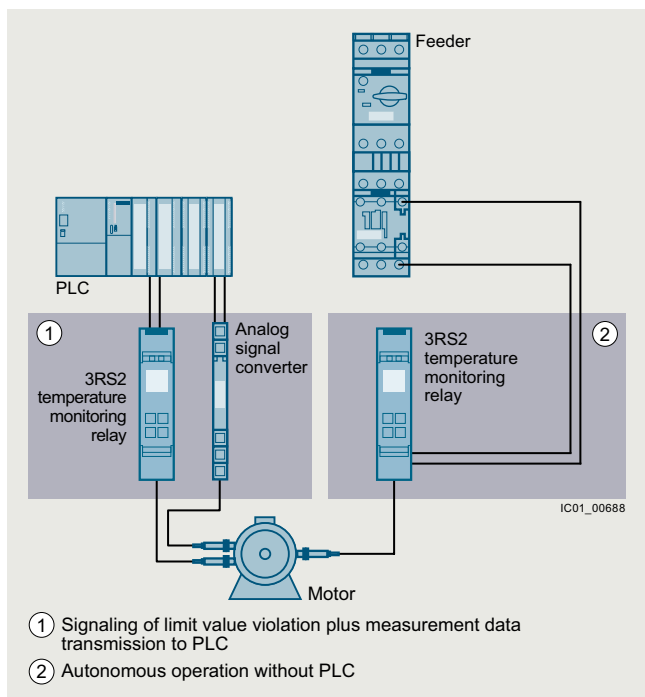 Feeder
PLC
1
3RS2
temperature
monitoring
relay
Analog
signal
converter
3RS2
temperature
monitoring
relay
2
IC01_00688
Motor
1 Signaling of limit value violation plus measurement data
transmission to PLC
2 Autonomous operation without PLC